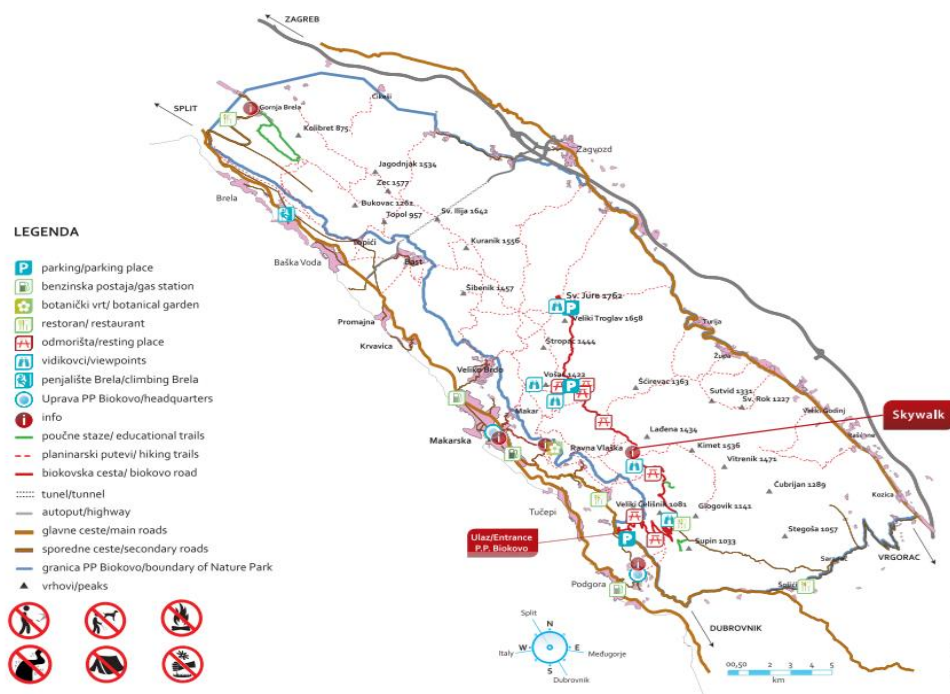 ZAGREB
SPLIT
Gornja Brela
Kolibret 875
Zagvozd
Jagodnjak 1534
Zec 1577
Brela
Bukovac 1262
Topol 957
Sv. Ilija 1642
Topići
LEGENDA
Kuranik 1556
Baška Voda
Bast
parking/parking place
benzinska postaja/gas station
botanički vrt/ botanical garden
restoran/ restaurant
odmorišta/resting place
vidikovci/viewpoints
penjalište Brela/climbing Brela
Uprava PP Biokovo/headquarters
info
poučne staze/ educational trails
planinarski putevi/ hiking trails
biokovska cesta/ biokovo road
tunel/tunnel
autoput/highway
glavne ceste/main roads
sporedne ceste/secondary roads
granica PP Biokovo/boundary of Nature Park
vrhovi/peaks
Šibenik 1457
Sv. Jure 1762
Veliki Troglav 1658
Promajna
Turija
Krvavica
Štropac 1444
Župa
Veliko Brdo
Vošac 1422
Šćirevac 1363
Sutvid 1331
Sv. Rok 1227
Makar
Veliki Godinj
Skywalk
Makarska
Ravna Vlaška
Lađena 1434
Kimet 1536
Vitrenik 1471
Čubrijan 1289
Kozica
Tučepi
Veliki Čelišnik 1081
Glogovik 1141
Stegoša 1057
Ulaz/Entrance
P.P. Biokovo
Supin 1033
VRGORAC
Podgora
DUBROVNIK
Split
N
Italy
W
E
Međugorje
S
Dubrovnik
00,50 1 2 3 4 5
km